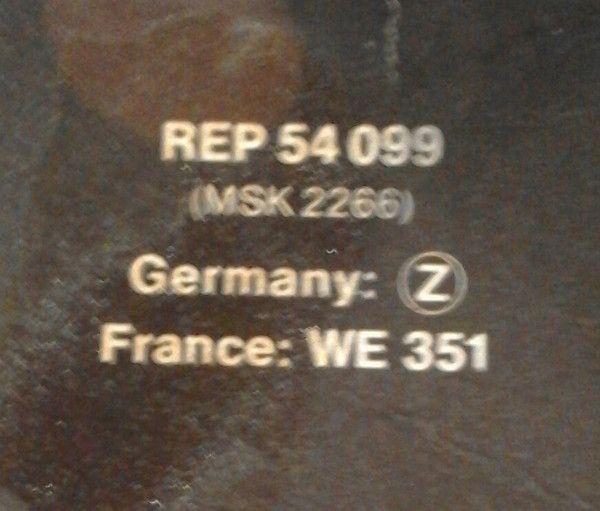 REP 54 099
(MSK 2266)
Germany: Z
France: WE 351